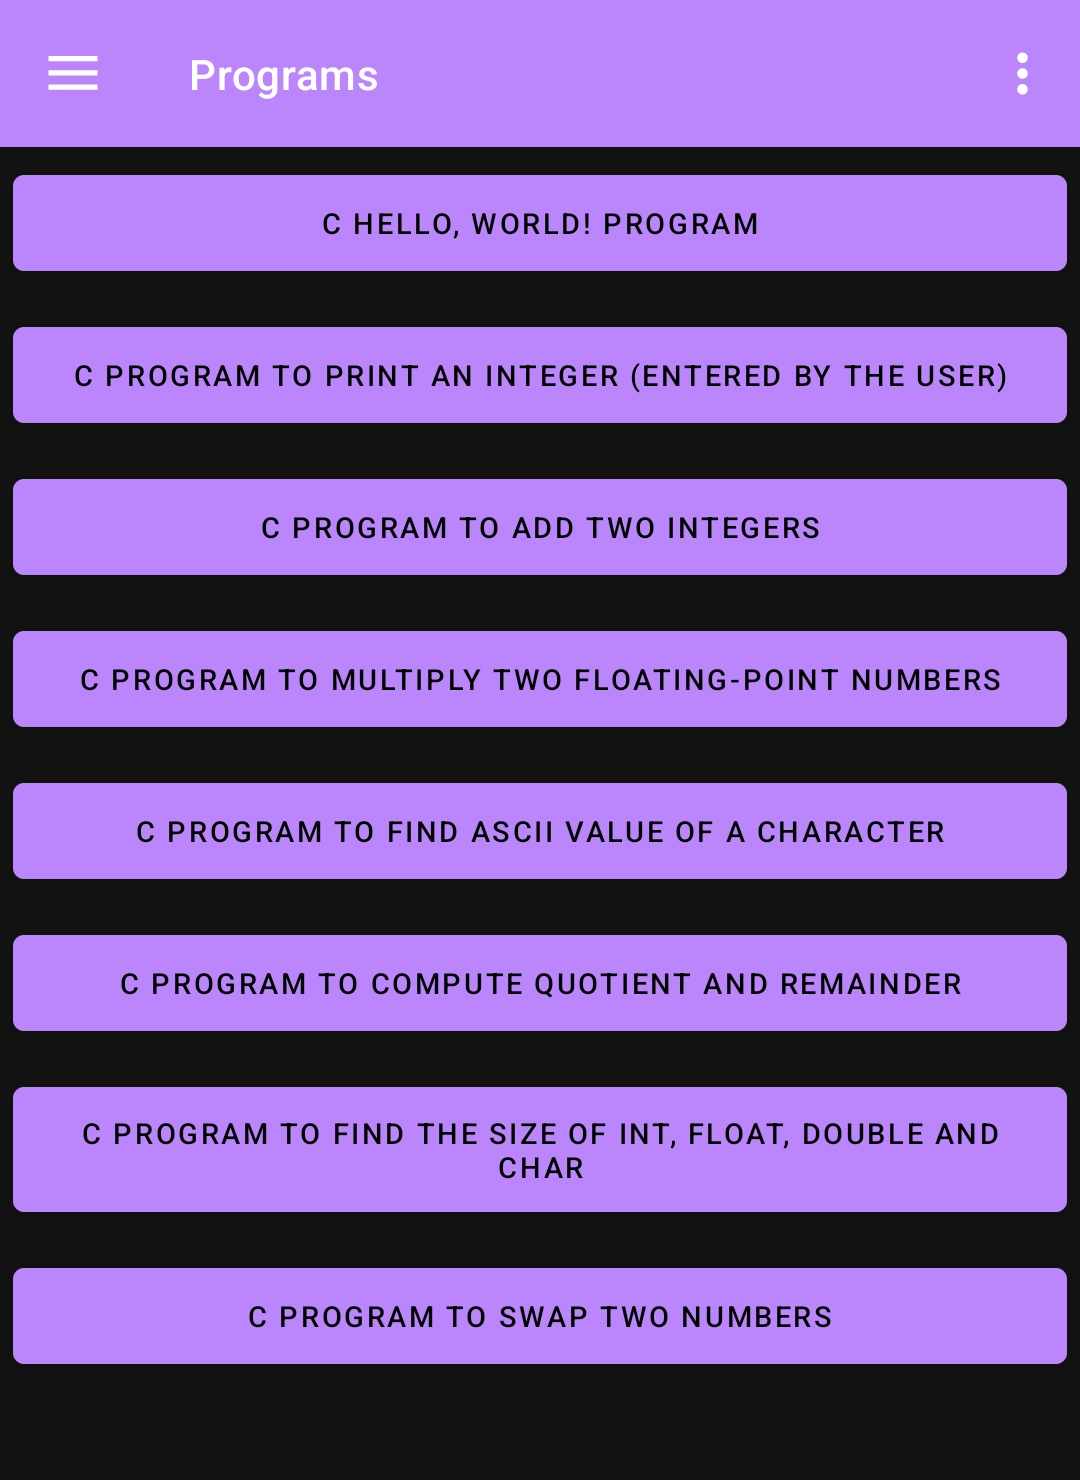 Programs
C HELLO, WORLD! PROGRAM
C PROGRAM TO PRINT AN INTEGER (ENTERED BY THE USER)
C PROGRAM TO ADD TWO INTEGERS
C PROGRAM TO MULTIPLY TWO FLOATING-POINT NUMBERS
C PROGRAM TO FIND ASCII VALUE OF A CHARACTER
C PROGRAM TO COMPUTE QUOTIENT AND REMAINDER
C PROGRAM TO FIND THE SIZE OF INT, FLOAT, DOUBLE AND
CHAR
C PROGRAM TO SWAP TWO NUMBERS